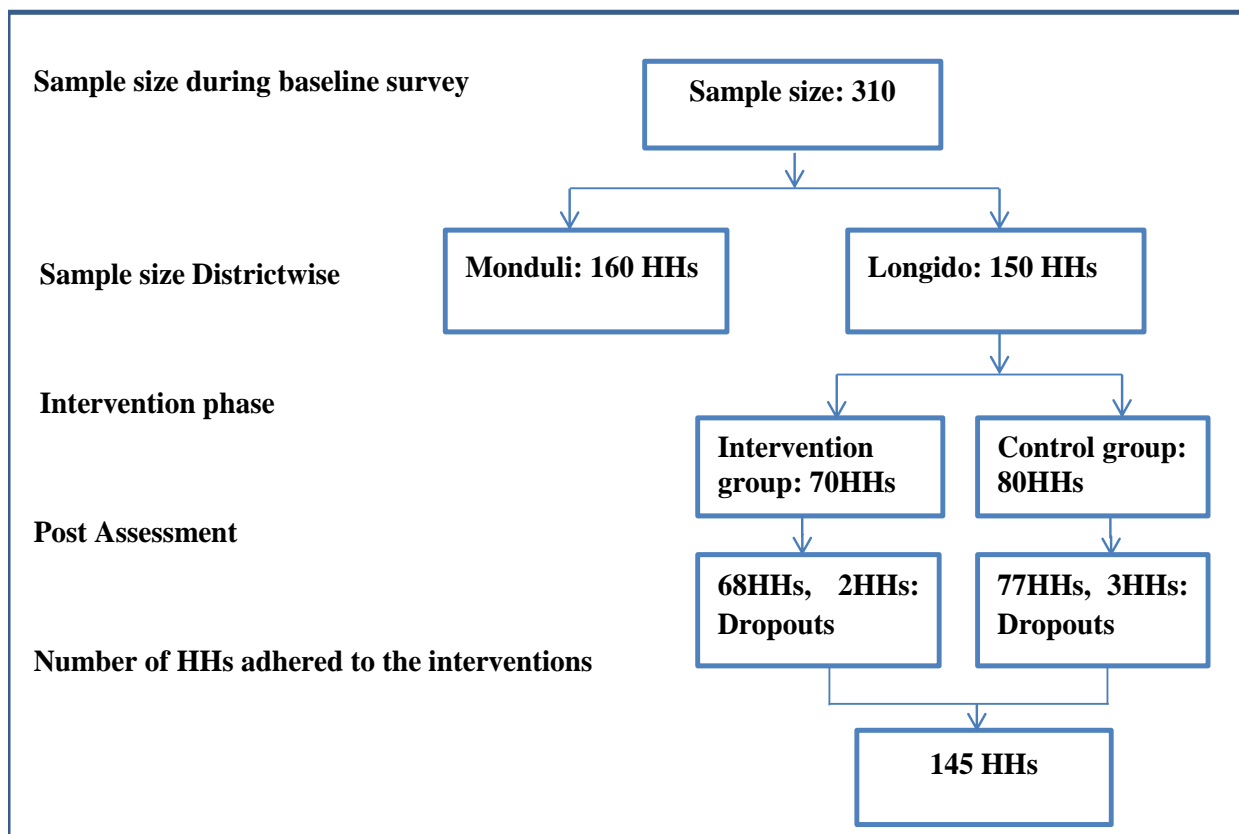 Sample size during baseline survey
Sample size: 310
Sample size Districtwise
Monduli: 160 HHs
Longido: 150 HHs
Intervention phase
Intervention
group: 70HHs
Control group:
80HHs
Post Assessment
68HHs, 2HHs:
Dropouts
77HHs, 3HHs:
Dropouts
Number of HHs adhered to the interventions
145 HHs